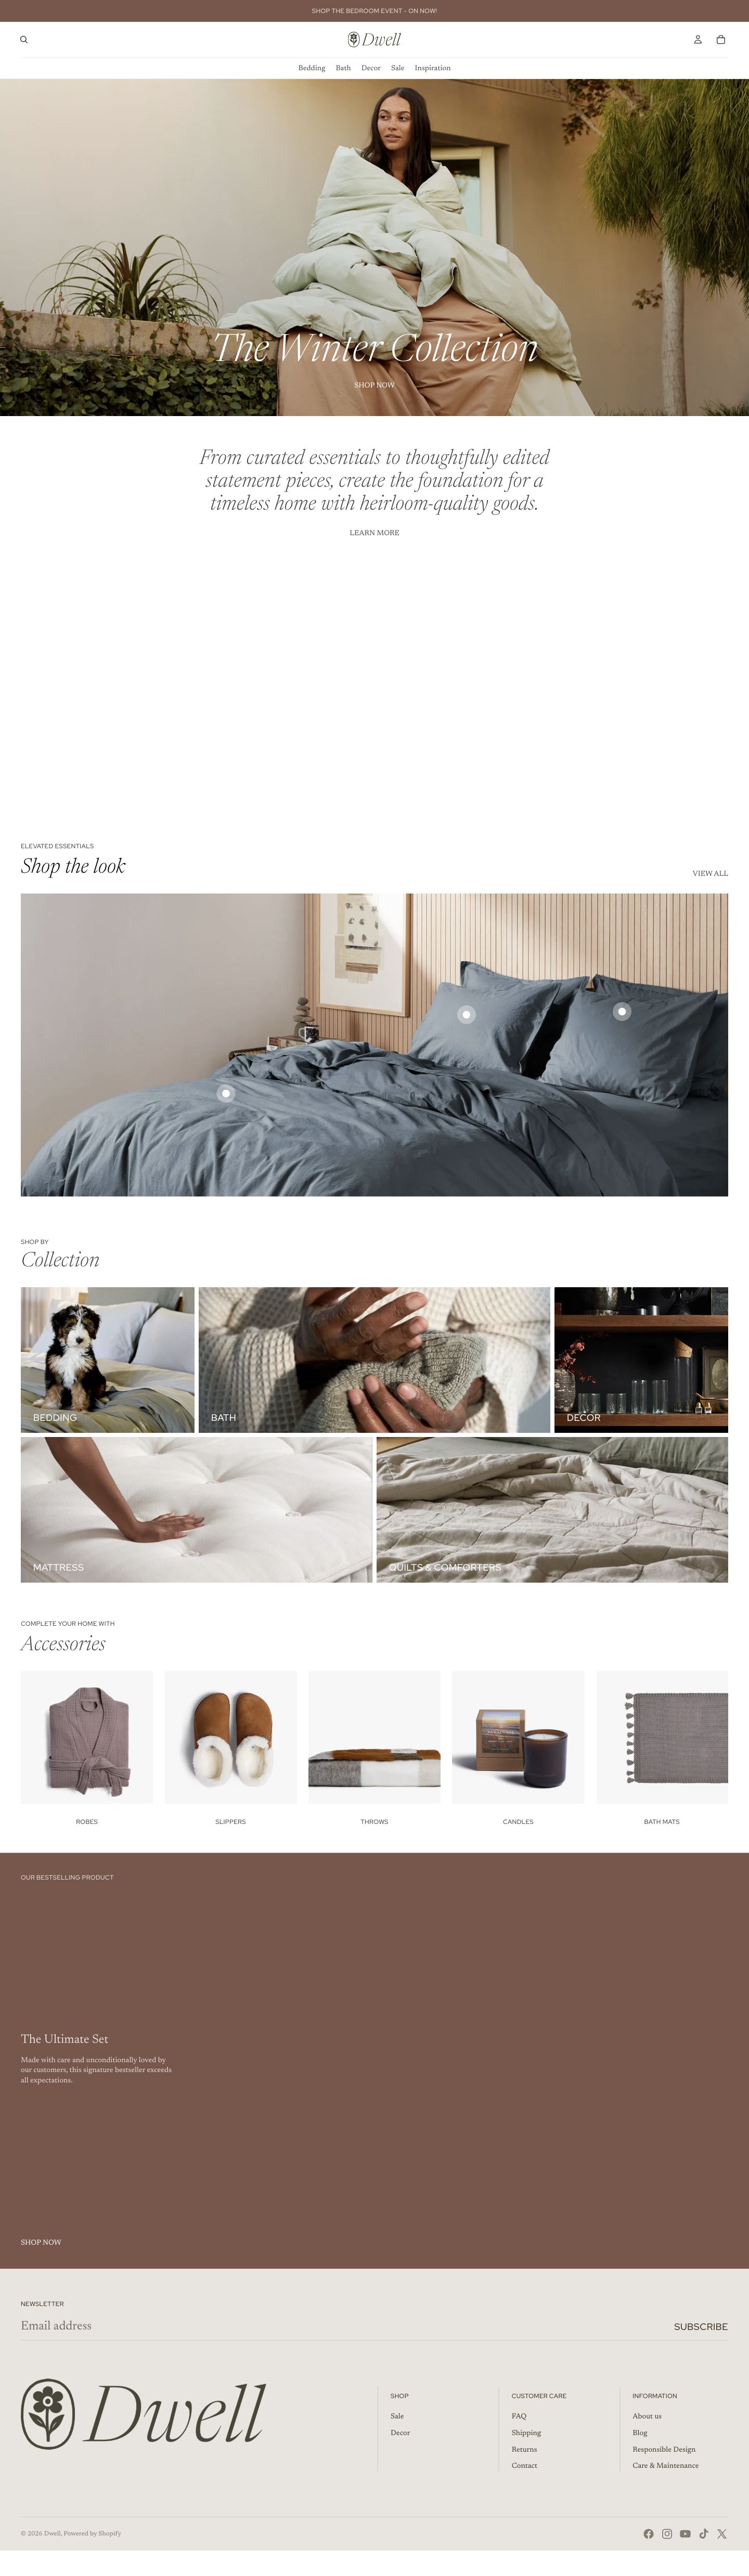 SHOP THE BEDROOM EVENT - ON NOW!
Dwell
Bedding Bath Decor Sale Inspiration
The Winter Collection
SHOP NOW
From curated essentials to thoughtfully edited
statement pieces, create the foundation for a
timeless home with heirloom-quality goods.
LEARN MORE
ELEVATED ESSENTIALS
Shop the look
VIEW ALL
SHOP BY
Collection
BEDDING
BATH
DECOR
MATTRESS
QUILTS & COMFORTERS
COMPLETE YOUR HOME WITH
Accessories
ROBES
SLIPPERS
THROWS
CANDLES
BATH MATS
OUR BESTSELLING PRODUCT
The Ultimate Set
Made with care and unconditionally loved by
our customers, this signature bestseller exceeds
all expectations.
SHOP NOW
NEWSLETTER
Email address
SUBSCRIBE
Dwell
SHOP
Sale
Decor
CUSTOMER CARE
FAQ
Shipping
Returns
Contact
INFORMATION
About us
Blog
Responsible Design
Care & Maintenance
© 2026 Dwell, Powered by Shopify